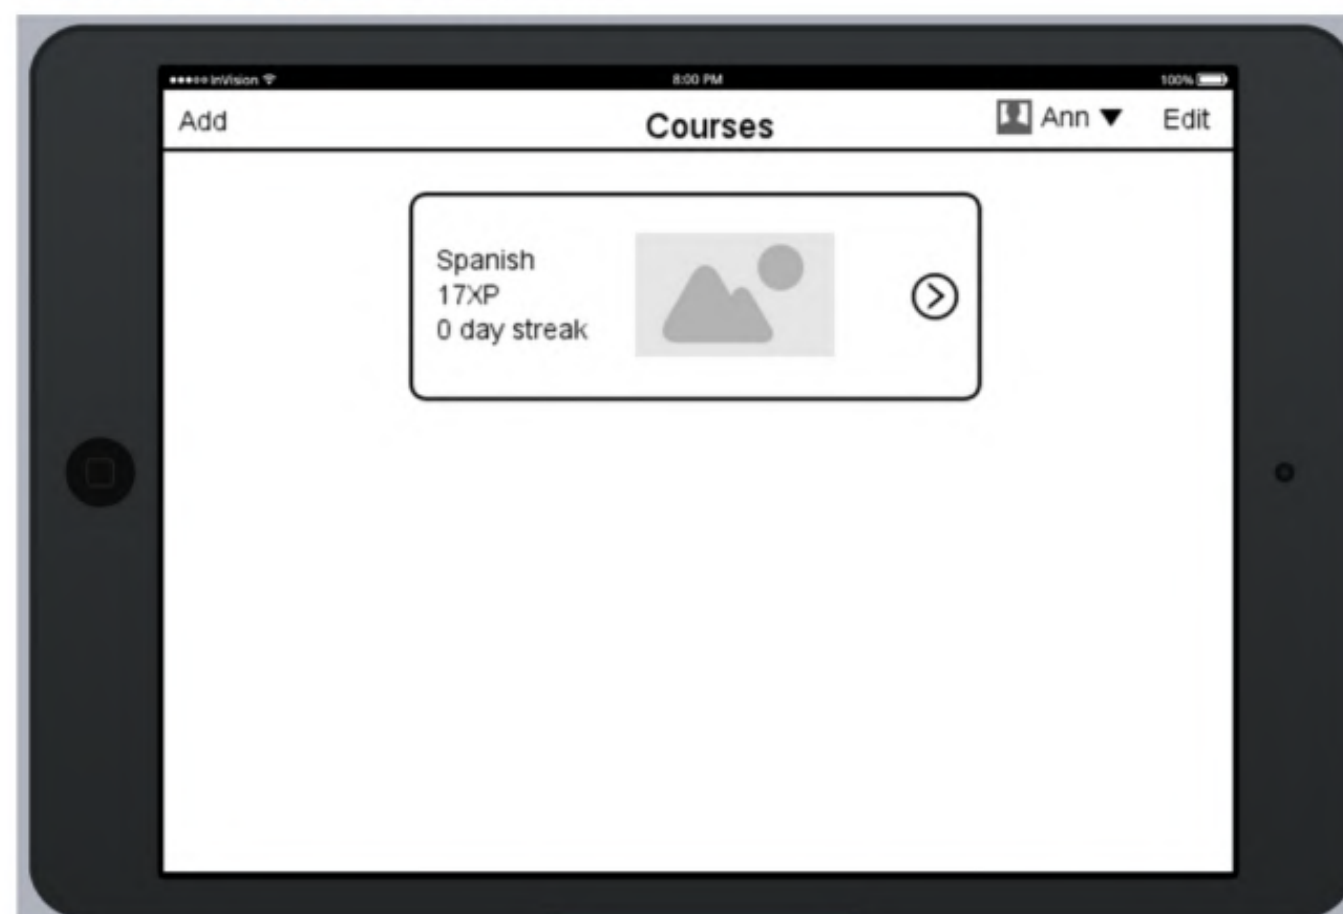 InVision
8:00 PM
100%
Add
Courses
Ann
Edit
Spanish
17XP
0 day streak